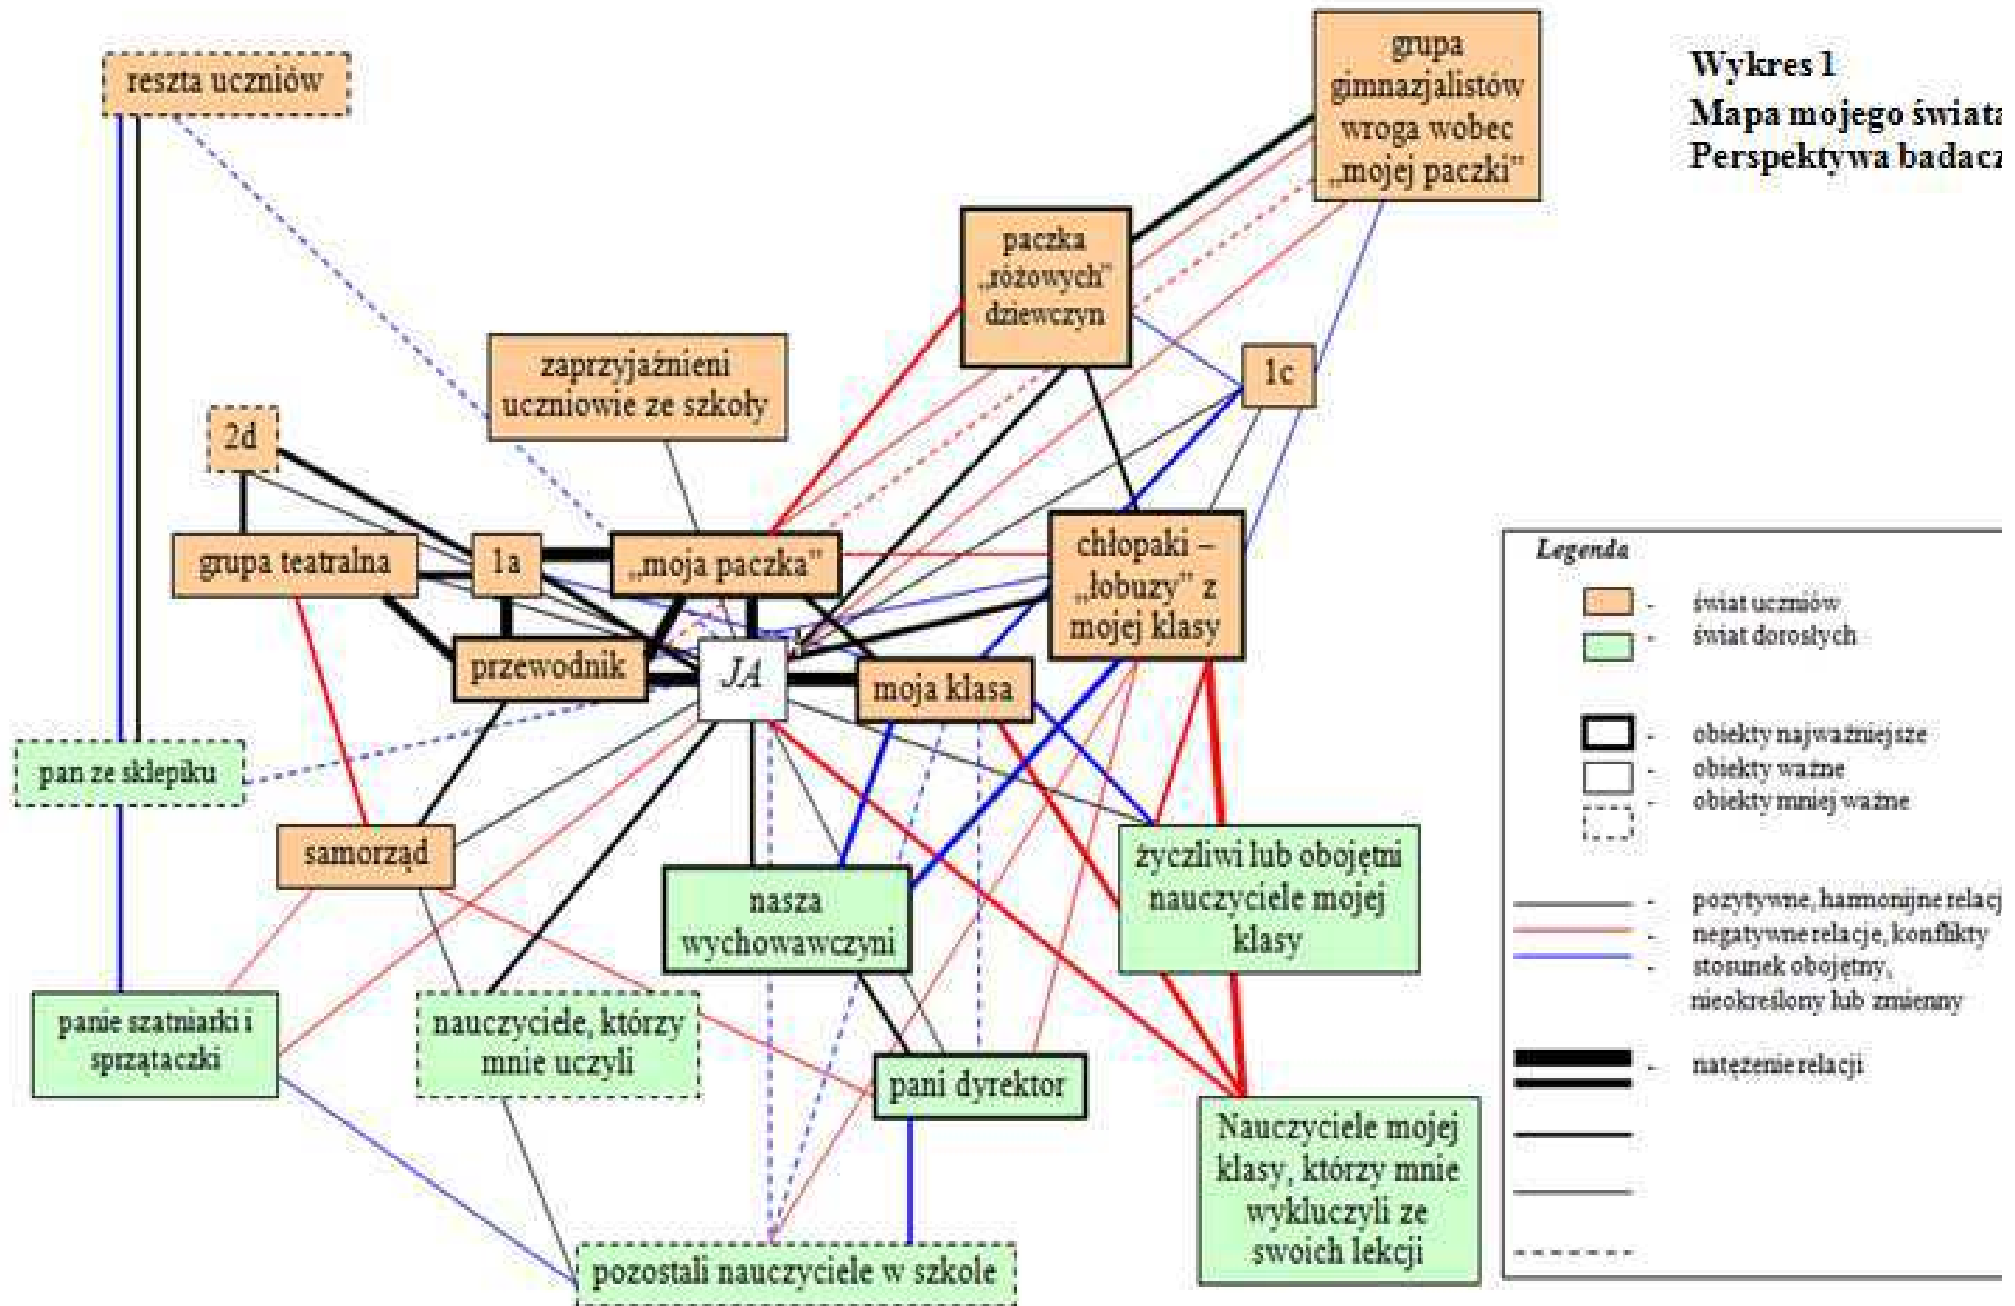 Wykres 1
Mapa mojego świata
Perspektywa badacz
reszta uczniów
grupa
gimnazjalistów
wroga wobec
„mojej paczki”
paczka
„różowych”
dziewczyn
zaprzyjaźnieni
uczniowie ze szkoły
1c
2d
grupa teatralna
1a
„moja paczka”
chłopaki –
„łobuzy” z
mojej klasy
przewodnik
JA
moja klasa
pan ze sklepiku
samorząd
nasza
wychowawczyni
życzliwi lub obojętni
nauczyciele mojej
klasy
panie szatniarki i
sprzątaczki
nauczyciele, którzy
mnie uczyli
pani dyrektor
Nauczyciele mojej
klasy, którzy mnie
wykluczyli ze
swoich lekcji
pozostali nauczyciele w szkole
Legenda
- świat uczniów
- świat dorosłych
- obiekty najważniejsze
- obiekty ważne
- obiekty mniej ważne
- pozytywne, harmonijne relacj
- negatywne relacje, konflikty
- stosunek obojętny,
nieokreślony lub zmienny
- natężenie relacji